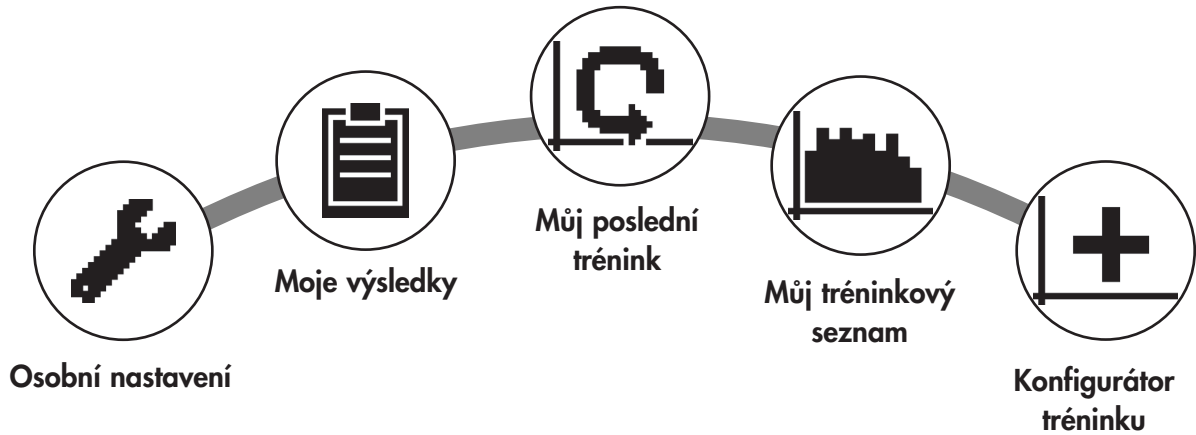 Osobní nastavení
Moje výsledky
Můj poslední
trénink
Můj tréninkový
seznam
Konfigurátor
tréninku